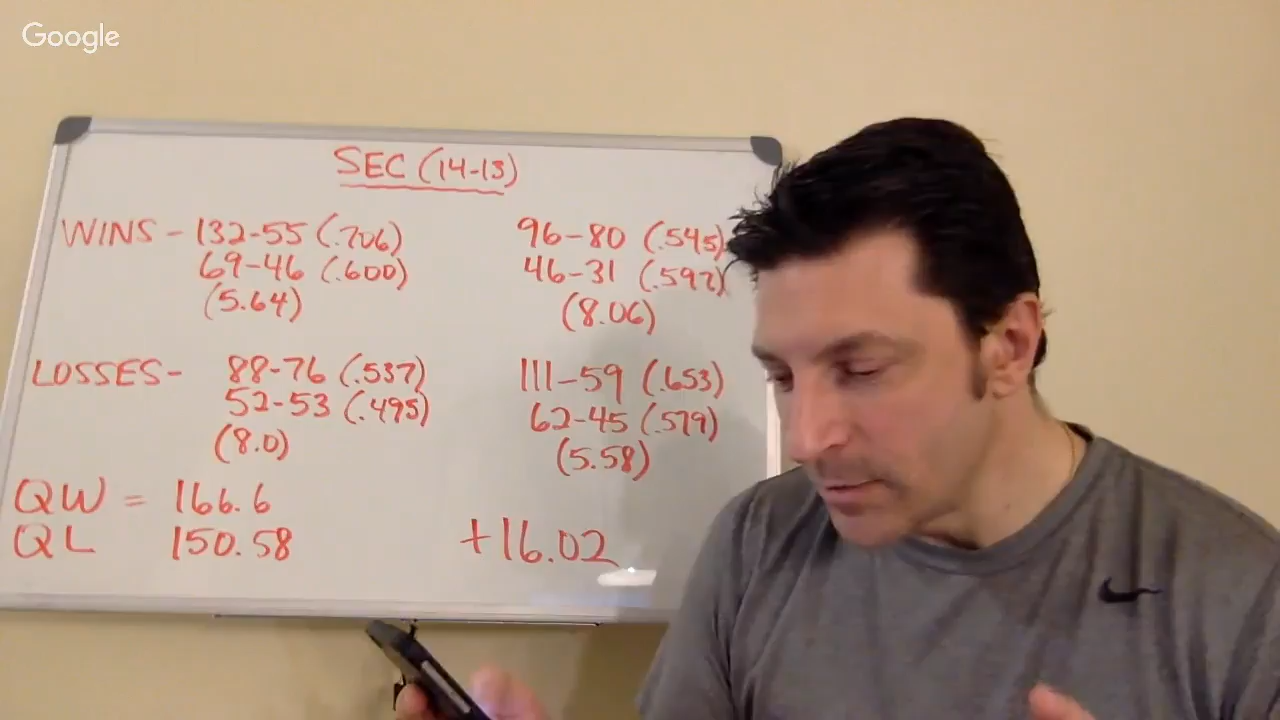 Google
SEC (14-13)
WINS - 132-55 (.706) 96-80 (.545)
69-46 (.600) 46-31 (.597)
(5.64) (8.06)
LOSSES- 88-76 (.537) 111-59 (.653)
52-53 (.495) 62-45 (.579)
(8.0) (5.58)
QW = 166.6
QL 150.58 +16.02